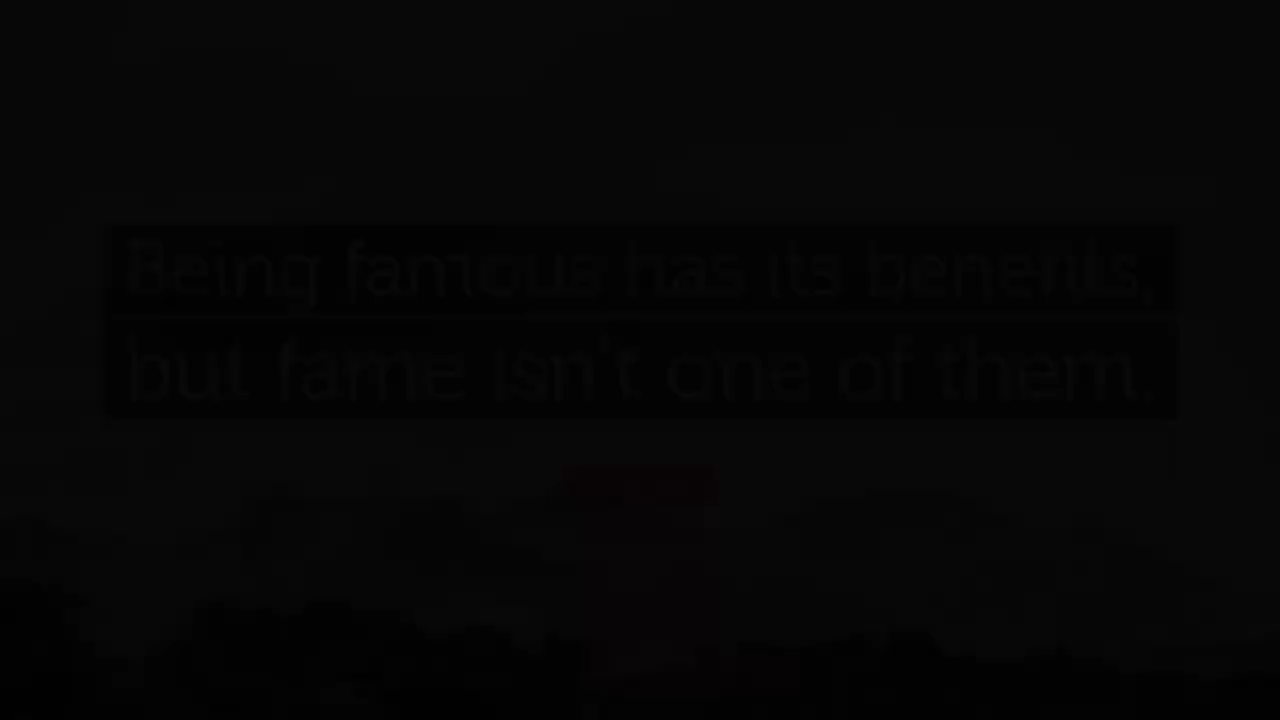 Being famous has its benefits,
but fame isn't one of them.